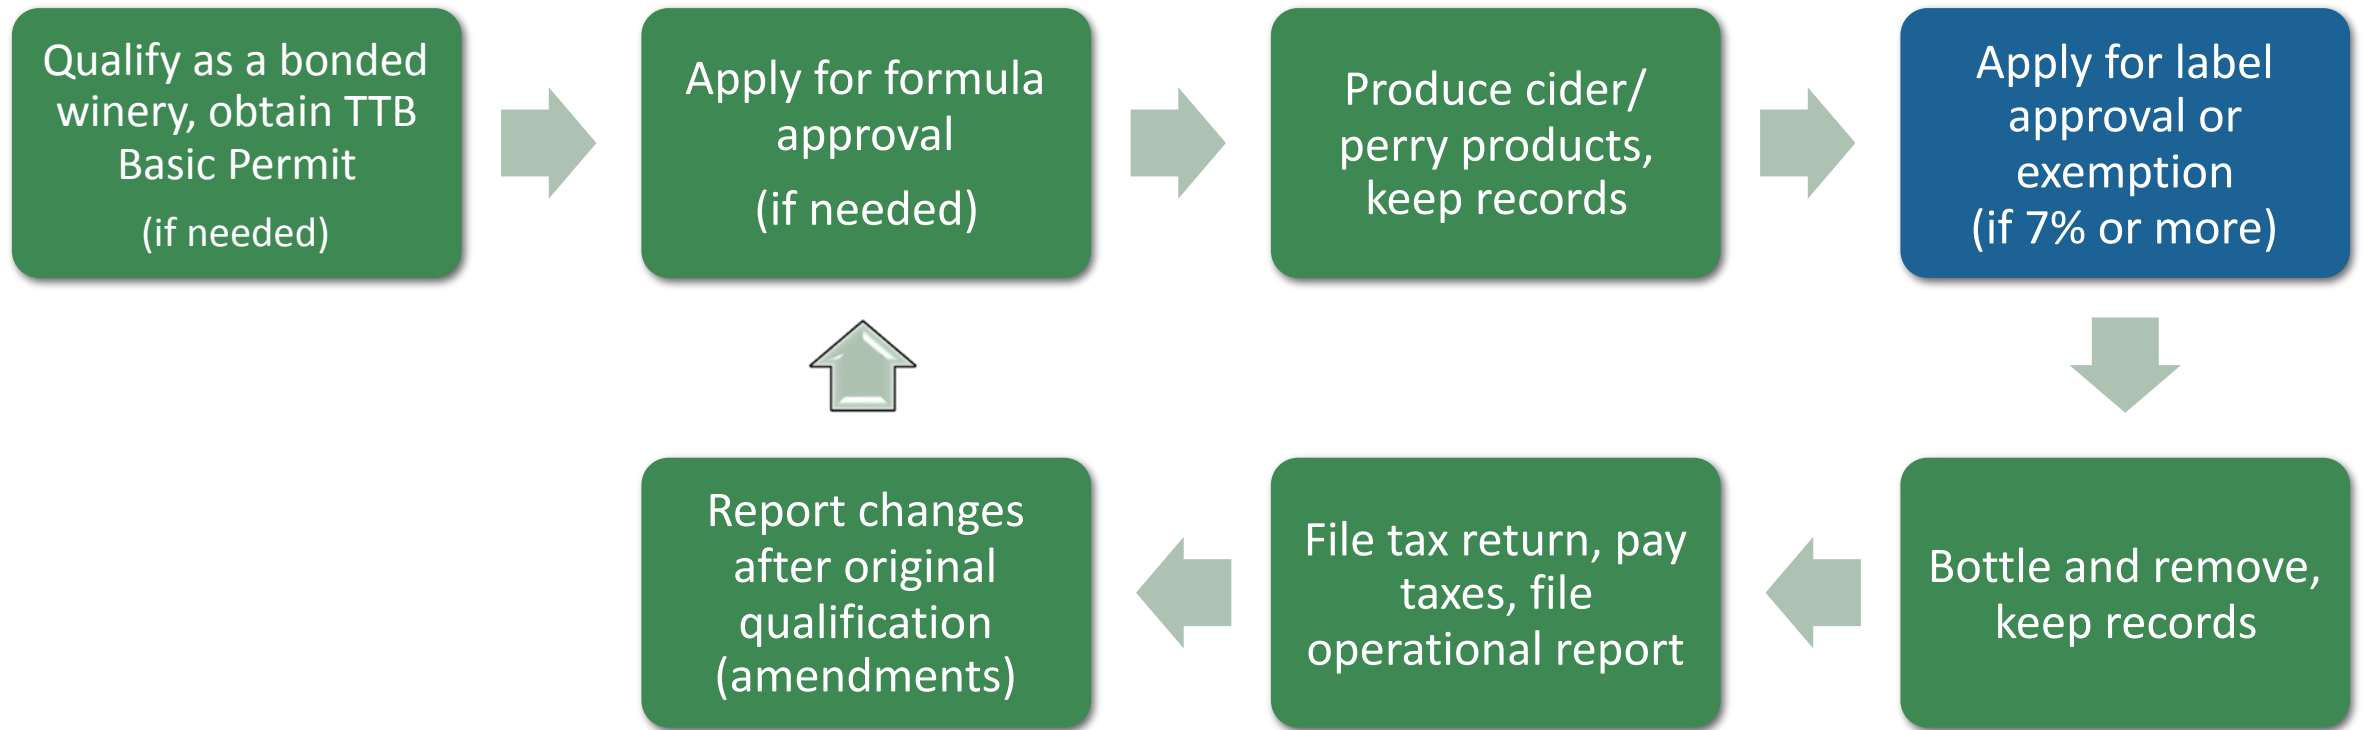 Qualify as a bonded
winery, obtain TTB
Basic Permit
(if needed)
Apply for formula
approval
(if needed)
Produce cider/
perry products,
keep records
Apply for label
approval or
exemption
(if 7% or more)
Bottle and remove,
keep records
File tax return, pay
taxes, file
operational report
Report changes
after original
qualification
(amendments)